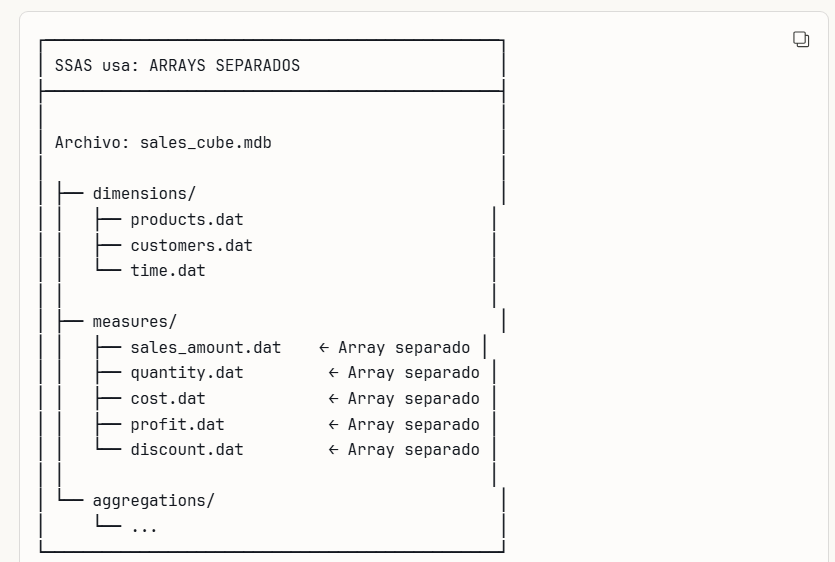 SSAS usa: ARRAYS SEPARADOS
Archivo: sales_cube.mdb
├── dimensions/
│   ├── products.dat
│   ├── customers.dat
│   └── time.dat
├── measures/
│   ├── sales_amount.dat    ← Array separado
│   ├── quantity.dat         ← Array separado
│   ├── cost.dat             ← Array separado
│   ├── profit.dat           ← Array separado
│   └── discount.dat         ← Array separado
└── aggregations/
    └── ...